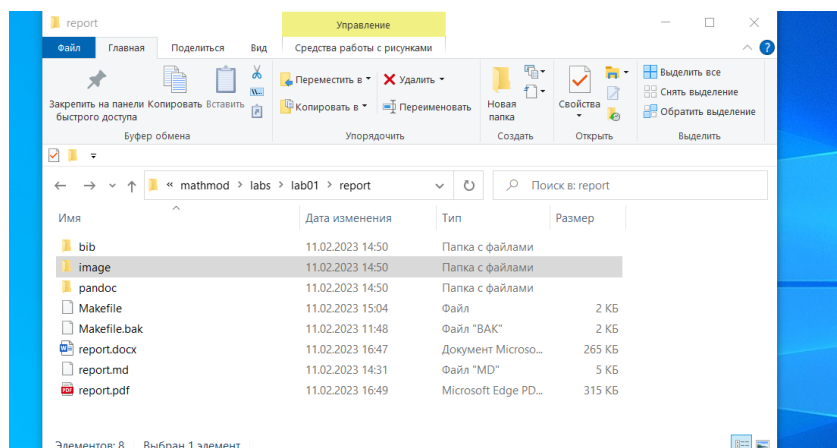 report
Управление
Файл Главная Поделиться Вид Средства работы с рисунками
Закрепить на панели быстрого доступа
Копировать
Вставить
Буфер обмена
Переместить в
Копировать в
Удалить
Переименовать
Упорядочить
Новая папка
Создать
Свойства
Открыть
Выделить все
Снять выделение
Обратить выделение
Выделить
« mathmod > labs > lab01 > report
Поиск в: report
Имя Дата изменения Тип Размер
bib 11.02.2023 14:50 Папка с файлами
image 11.02.2023 14:50 Папка с файлами
pandoc 11.02.2023 14:50 Папка с файлами
Makefile 11.02.2023 15:04 Файл 2 КБ
Makefile.bak 11.02.2023 11:48 Файл "BAK" 2 КБ
report.docx 11.02.2023 16:47 Документ Microso... 265 КБ
report.md 11.02.2023 14:31 Файл "MD" 5 КБ
report.pdf 11.02.2023 16:49 Microsoft Edge PD... 315 КБ
Элементов: 8 Выбран 1 элемент